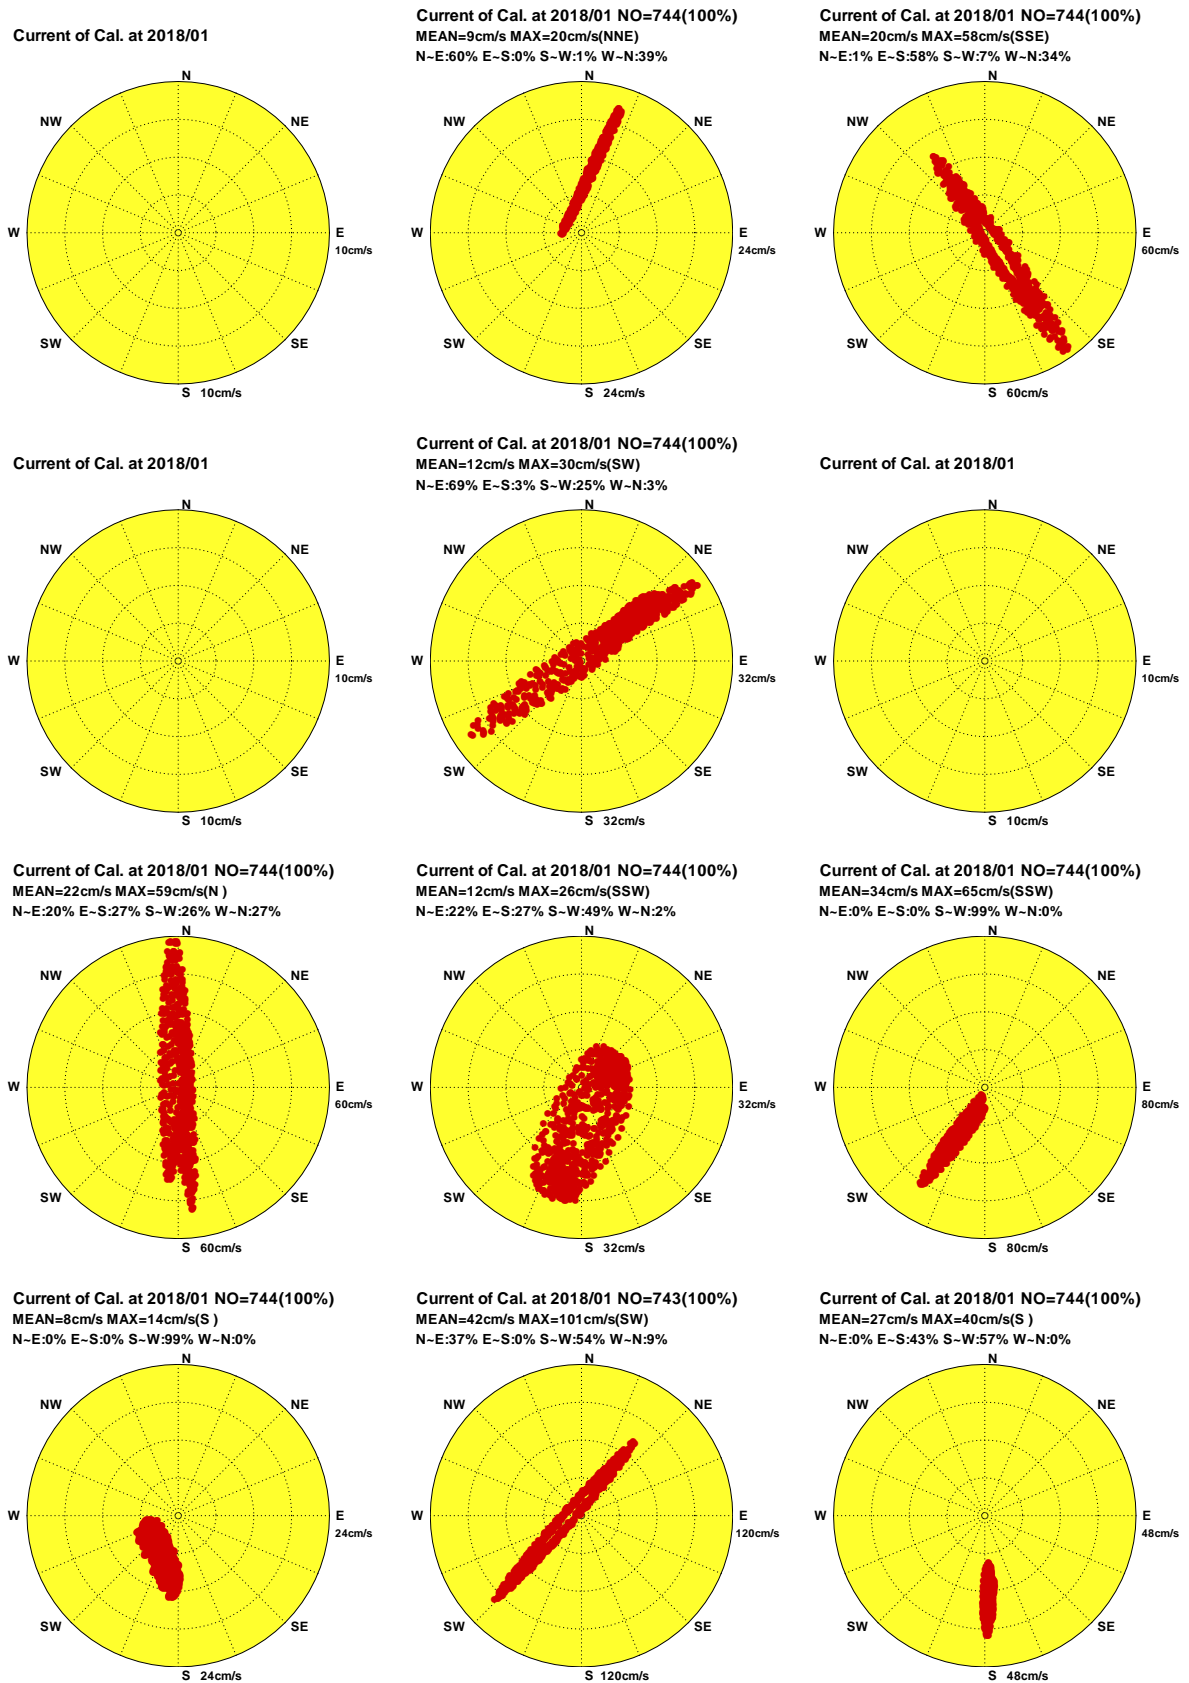 Current of Cal. at 2018/01
N
NW
NE
W
E
10cm/s
SW
SE
S 10cm/s
Current of Cal. at 2018/01 NO=744(100%)
MEAN=9cm/s MAX=20cm/s(NNE)
N~E:60% E~S:0% S~W:1% W~N:39%
N
NW
NE
W
E
24cm/s
SW
SE
S 24cm/s
Current of Cal. at 2018/01 NO=744(100%)
MEAN=20cm/s MAX=58cm/s(SSE)
N~E:1% E~S:58% S~W:7% W~N:34%
N
NW
NE
W
E
60cm/s
SW
SE
S 60cm/s
Current of Cal. at 2018/01
N
NW
NE
W
E
10cm/s
SW
SE
S 10cm/s
Current of Cal. at 2018/01 NO=744(100%)
MEAN=12cm/s MAX=30cm/s(SW)
N~E:69% E~S:3% S~W:25% W~N:3%
N
NW
NE
W
E
32cm/s
SW
SE
S 32cm/s
Current of Cal. at 2018/01
N
NW
NE
W
E
10cm/s
SW
SE
S 10cm/s
Current of Cal. at 2018/01 NO=744(100%)
MEAN=22cm/s MAX=59cm/s(N )
N~E:20% E~S:27% S~W:26% W~N:27%
N
NW
NE
W
E
60cm/s
SW
SE
S 60cm/s
Current of Cal. at 2018/01 NO=744(100%)
MEAN=12cm/s MAX=26cm/s(SSW)
N~E:22% E~S:27% S~W:49% W~N:2%
N
NW
NE
W
E
32cm/s
SW
SE
S 32cm/s
Current of Cal. at 2018/01 NO=744(100%)
MEAN=34cm/s MAX=65cm/s(SSW)
N~E:0% E~S:0% S~W:99% W~N:0%
N
NW
NE
W
E
80cm/s
SW
SE
S 80cm/s
Current of Cal. at 2018/01 NO=744(100%)
MEAN=8cm/s MAX=14cm/s(S )
N~E:0% E~S:0% S~W:99% W~N:0%
N
NW
NE
W
E
24cm/s
SW
SE
S 24cm/s
Current of Cal. at 2018/01 NO=743(100%)
MEAN=42cm/s MAX=101cm/s(SW)
N~E:37% E~S:0% S~W:54% W~N:9%
N
NW
NE
W
E
120cm/s
SW
SE
S 120cm/s
Current of Cal. at 2018/01 NO=744(100%)
MEAN=27cm/s MAX=40cm/s(S )
N~E:0% E~S:43% S~W:57% W~N:0%
N
NW
NE
W
E
48cm/s
SW
SE
S 48cm/s